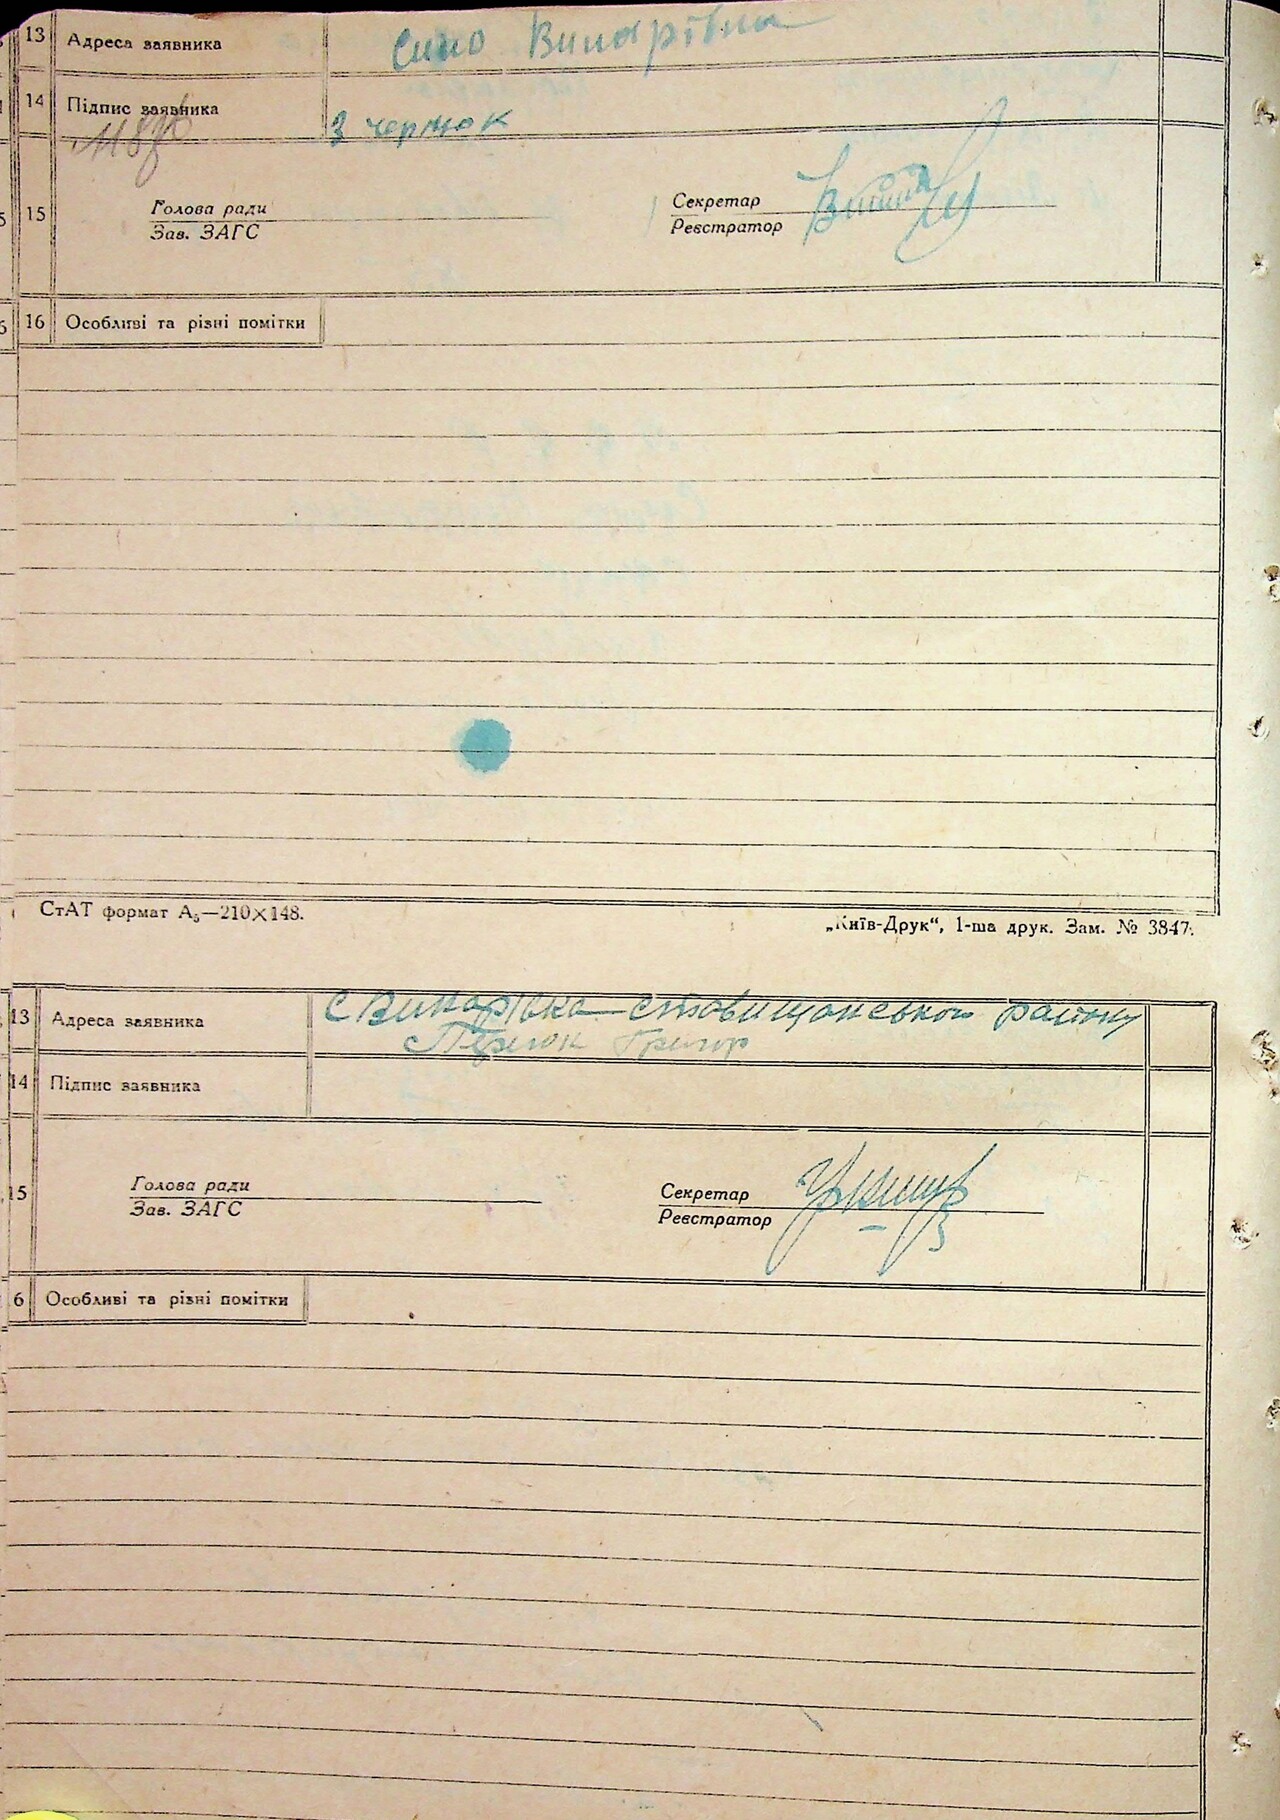 13 Адреса заявника Сило Винарівка
14 Підпис заявника З чернок
15
Голова ради
Зав. ЗАГС
Секретар
Реєстратор
16 Особливі та різні помітки
СтАТ формат А₅—210×148.
„Київ-Друк“, 1-ша друк. Зам. № 3847.
13 Адреса заявника с Винарівка Ставищанського району
Григор
14 Підпис заявника
15
Голова ради
Зав. ЗАГС
Секретар
Реєстратор
6 Особливі та різні помітки